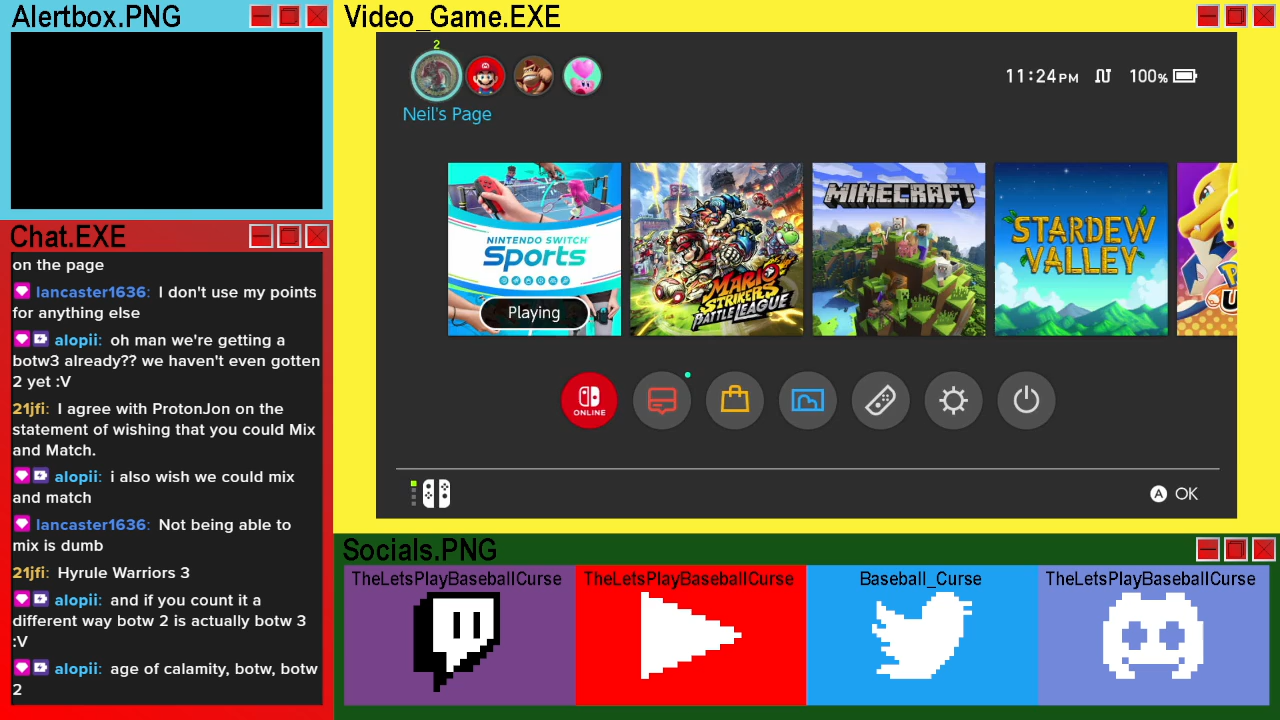 Alertbox.PNG
Video_Game.EXE
2
11:24PM 100%
Neil's Page
NINTENDO SWITCH
Sports
Playing
MARIO
STRIKERS
BATTLE LEAGUE
MINECRAFT
STARDEW
VALLEY
ONLINE
A OK
Chat.EXE
on the page
lancaster1636: I don't use my points
for anything else
alopii: oh man we're getting a
botw3 already?? we haven't even gotten
2 yet :V
21jfi: I agree with ProtonJon on the
statement of wishing that you could Mix
and Match.
alopii: i also wish we could mix
and match
lancaster1636: Not being able to
mix is dumb
21jfi: Hyrule Warriors 3
alopii: and if you count it a
different way botw 2 is actually botw 3
:V
alopii: age of calamity, botw, botw
2
Socials.PNG
TheLetsPlayBaseballCurse
TheLetsPlayBaseballCurse
Baseball_Curse
TheLetsPlayBaseballCurse